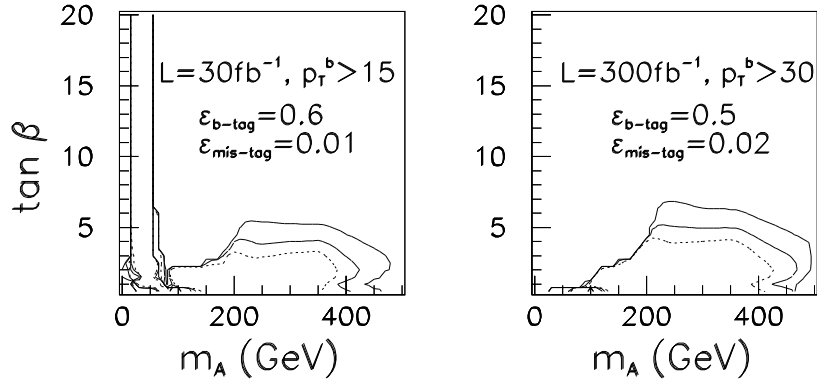 20
15
10
5
tan β
L=30fb⁻¹, p_T^b>15
ε_b-tag=0.6
ε_mis-tag=0.01
0 200 400
m_A (GeV)
20
15
10
5
L=300fb⁻¹, p_T^b>30
ε_b-tag=0.5
ε_mis-tag=0.02
0 200 400
m_A (GeV)